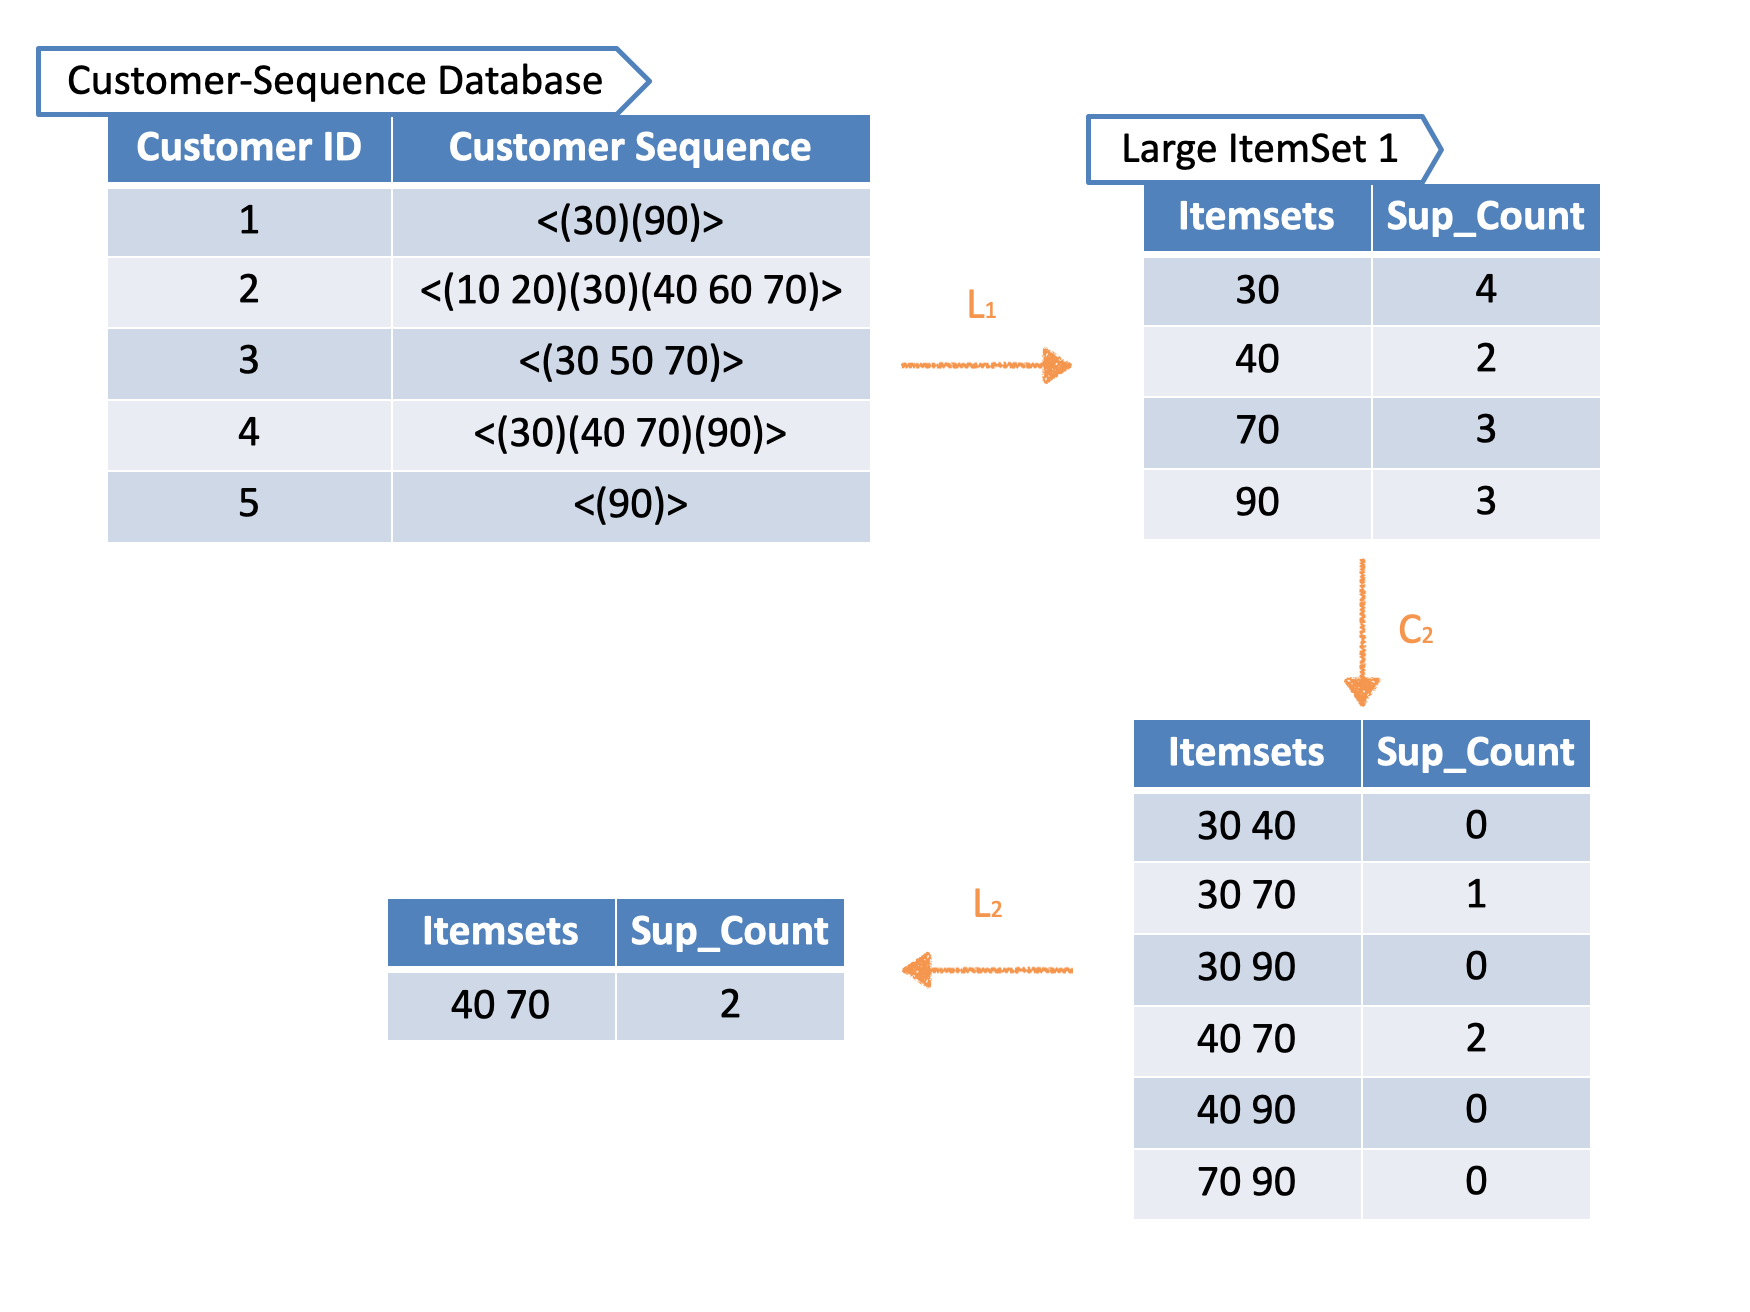 Customer-Sequence Database
Customer ID Customer Sequence
1 <(30)(90)>
2 <(10 20)(30)(40 60 70)>
3 <(30 50 70)>
4 <(30)(40 70)(90)>
5 <(90)>
L1
Large ItemSet 1
Itemsets Sup_Count
30 4
40 2
70 3
90 3
C2
Itemsets Sup_Count
30 40 0
30 70 1
30 90 0
40 70 2
40 90 0
70 90 0
L2
Itemsets Sup_Count
40 70 2